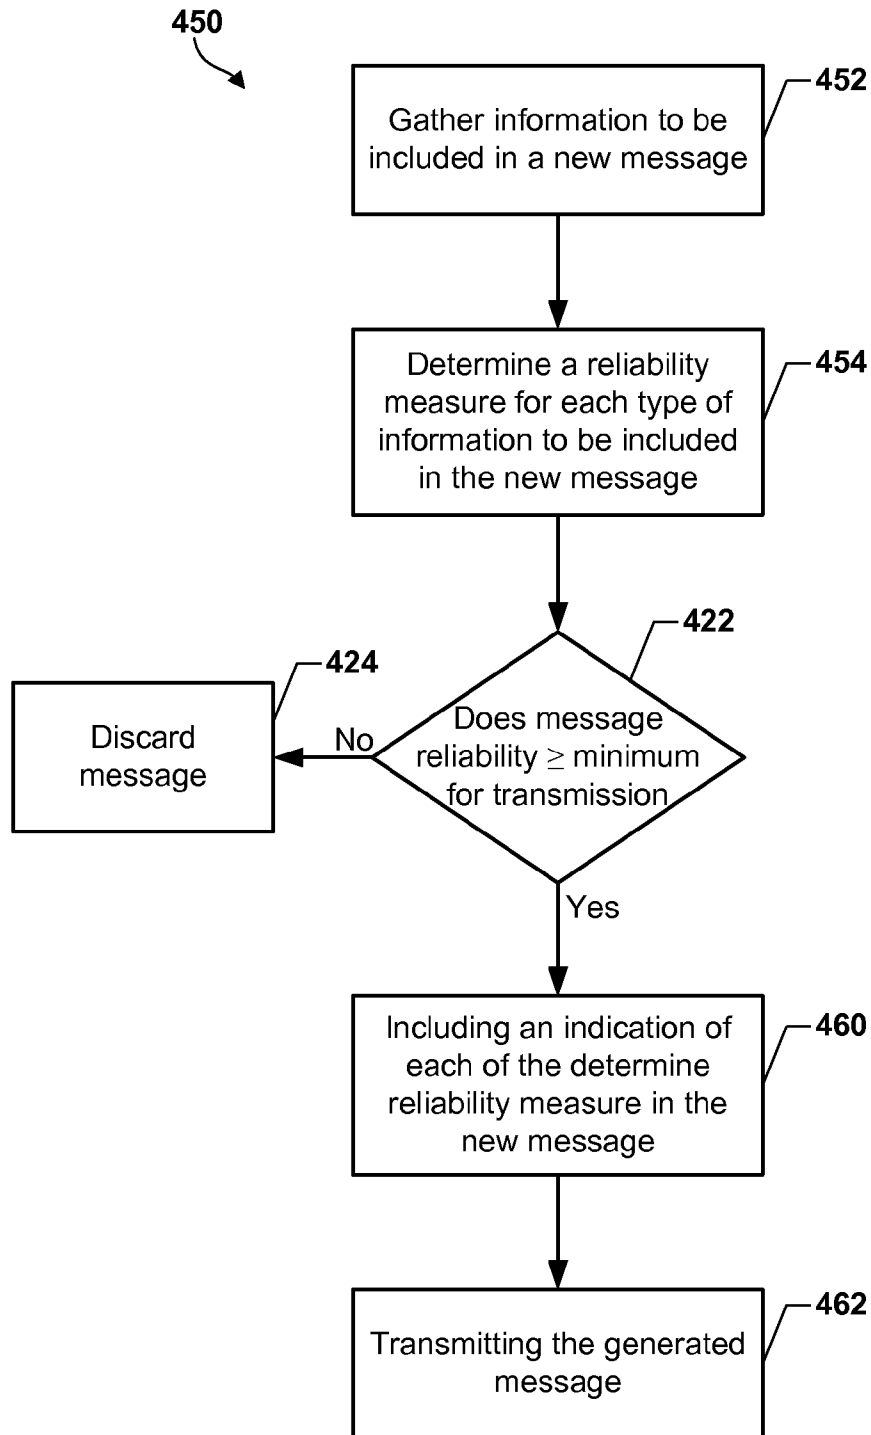 450
452
Gather information to be
included in a new message
454
Determine a reliability
measure for each type of
information to be included
in the new message
422
424
Does message
reliability ≥ minimum
for transmission
No
Discard
message
Yes
460
Including an indication of
each of the determine
reliability measure in the
new message
462
Transmitting the generated
message